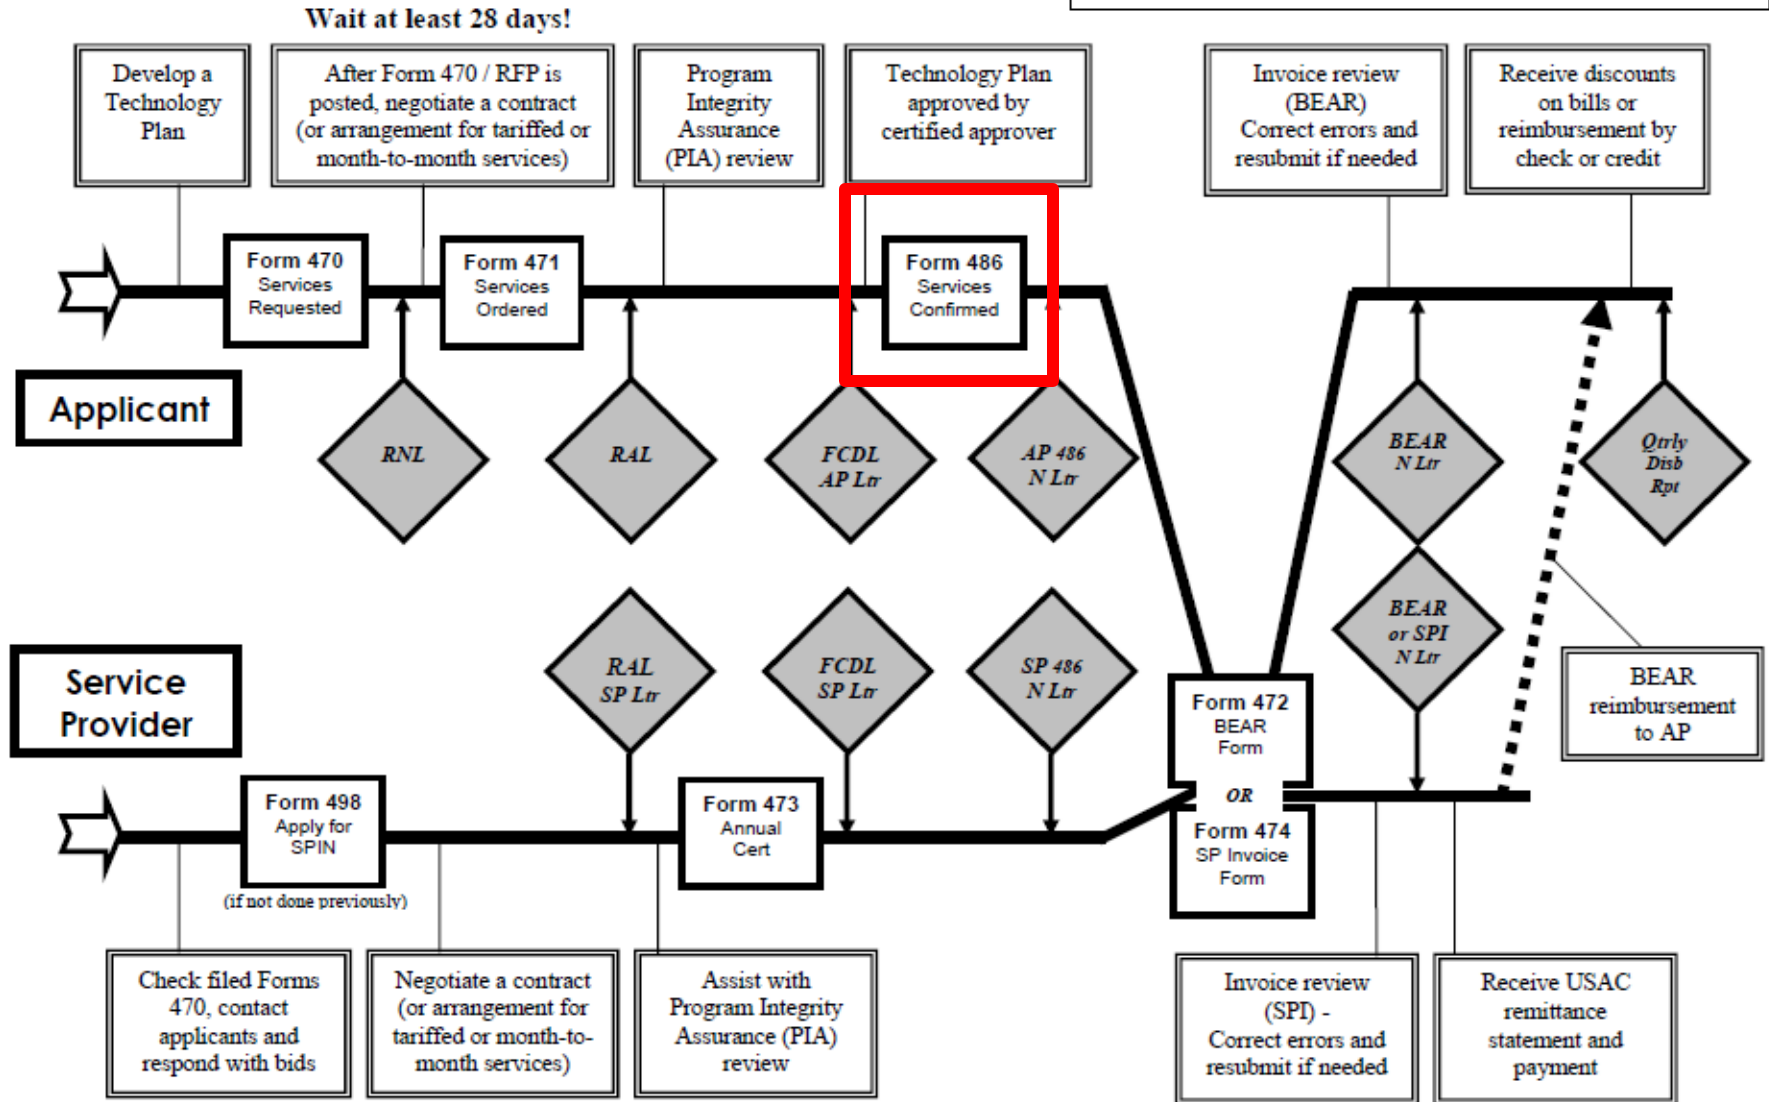 Wait at least 28 days!
Develop a
Technology
Plan
After Form 470 / RFP is
posted, negotiate a contract
(or arrangement for tariffed or
month-to-month services)
Program
Integrity
Assurance
(PIA) review
Technology Plan
approved by
certified approver
Invoice review
(BEAR)
Correct errors and
resubmit if needed
Receive discounts
on bills or
reimbursement by
check or credit
Form 470
Services
Requested
Form 471
Services
Ordered
Form 486
Services
Confirmed
Applicant
RNL
RAL
FCDL
AP Ltr
AP 486
N Ltr
BEAR
N Ltr
Qtrly
Disb
Rpt
Service
Provider
RAL
SP Ltr
FCDL
SP Ltr
SP 486
N Ltr
BEAR
or SPI
N Ltr
BEAR
reimbursement
to AP
Form 472
BEAR
Form
OR
Form 474
SP Invoice
Form
Form 498
Apply for
SPIN
(if not done previously)
Form 473
Annual
Cert
Check filed Forms
470, contact
applicants and
respond with bids
Negotiate a contract
(or arrangement for
tariffed or month-to-
month services)
Assist with
Program Integrity
Assurance (PIA)
review
Invoice review
(SPI) -
Correct errors and
resubmit if needed
Receive USAC
remittance
statement and
payment